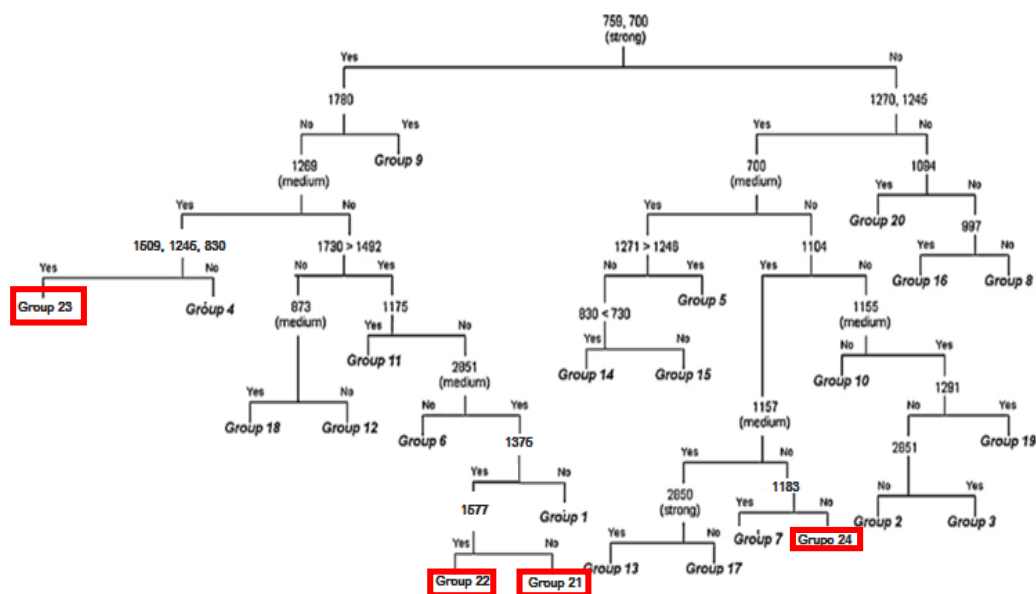 759, 700
(strong)
Yes
No
1780
1270, 1245
No
Yes
Yes
No
1269
(medium)
Group 9
700
(medium)
1094
Yes
No
Yes
No
Yes
No
Group 20
997
1509, 1245, 830
1730 > 1492
1271 > 1246
1104
Yes
No
No
Yes
No
Yes
Yes
No
Yes
No
Group 23
Group 4
873
(medium)
1175
830 < 730
Group 5
1155
(medium)
Group 16
Group 8
Yes
No
Yes
No
No
Yes
Group 11
2851
(medium)
Group 14
Group 15
Group 10
1291
Yes
No
No
Yes
1157
(medium)
No
Yes
Group 18
Group 12
Group 6
1375
2851
Group 19
Yes
No
Yes
No
No
Yes
1577
Group 1
2850
(strong)
1183
Yes
No
Group 2
Group 3
Yes
No
Yes
No
Group 7
Grupo 24
Group 22
Group 21
Group 13
Group 17